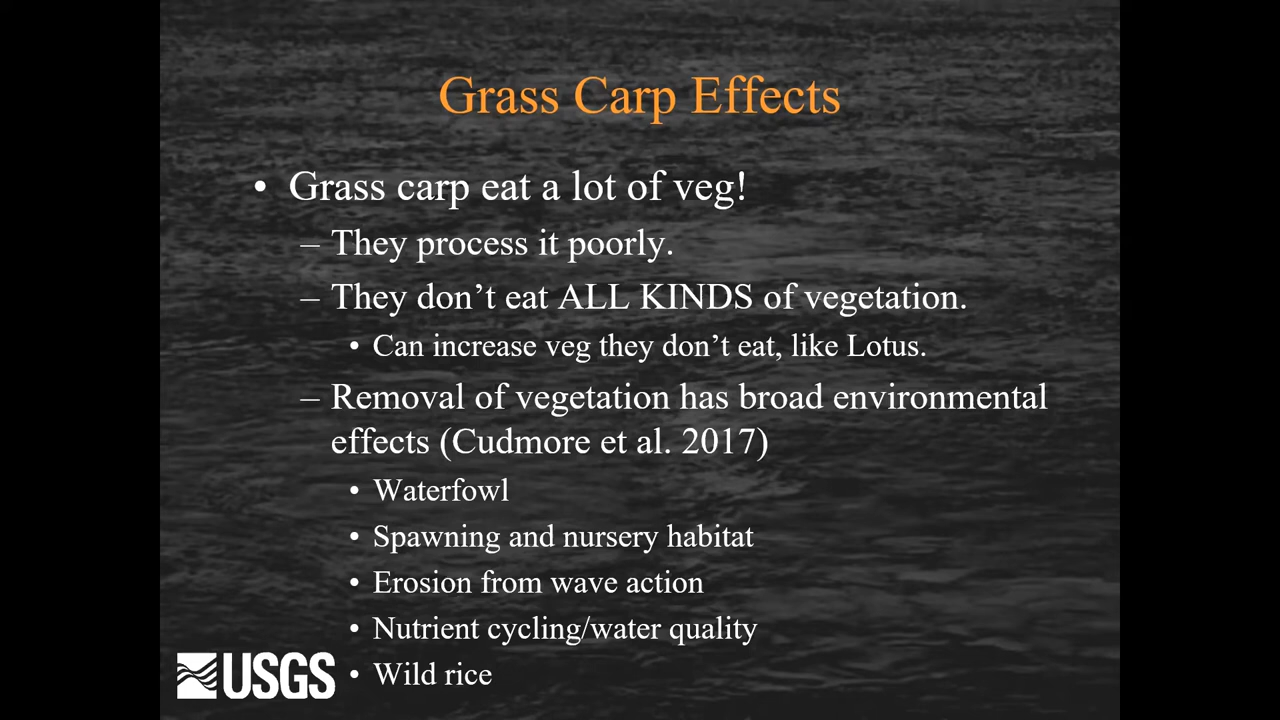 Grass Carp Effects
• Grass carp eat a lot of veg!
– They process it poorly.
– They don’t eat ALL KINDS of vegetation.
• Can increase veg they don’t eat, like Lotus.
– Removal of vegetation has broad environmental
effects (Cudmore et al. 2017)
• Waterfowl
• Spawning and nursery habitat
• Erosion from wave action
• Nutrient cycling/water quality
• Wild rice
USGS